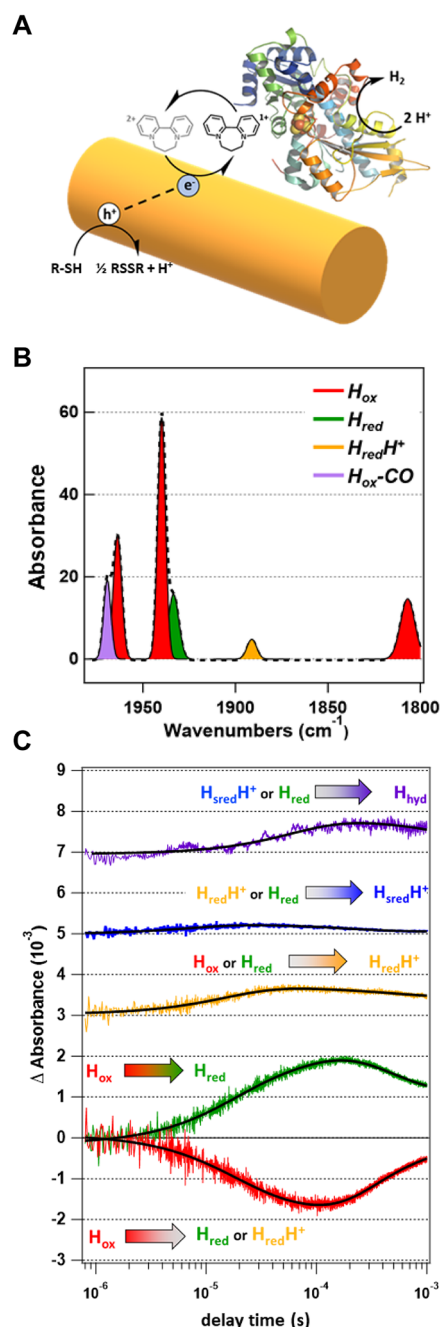 A
H₂
2 H⁺
2+
1+
N
N
N
N
e⁻
h⁺
R-SH ½ RSSR + H⁺
B
Absorbance
60
40
20
0
Hox
Hred
HredH⁺
Hox-CO
1950
1900
1850
1800
Wavenumbers (cm⁻¹)
C
Δ Absorbance (10⁻³)
9
8
7
6
5
4
3
2
1
0
-1
-2
-3
HsredH⁺ or Hred Hhyd
HredH⁺ or Hred HsredH⁺
Hox or Hred HredH⁺
Hox Hred
Hox Hred or HredH⁺
10⁻⁶
10⁻⁵
10⁻⁴
10⁻³
delay time (s)